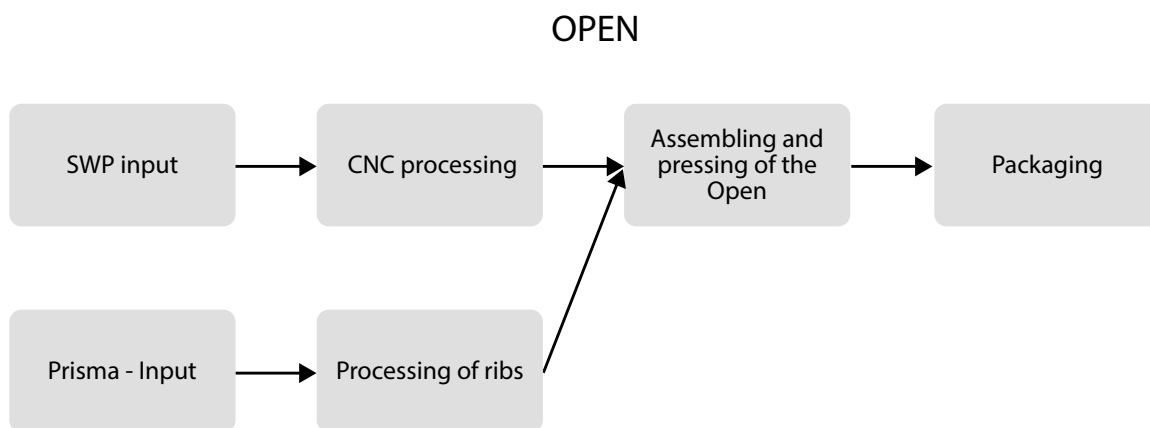 OPEN
SWP input
CNC processing
Assembling and
pressing of the
Open
Packaging
Prisma - Input
Processing of ribs